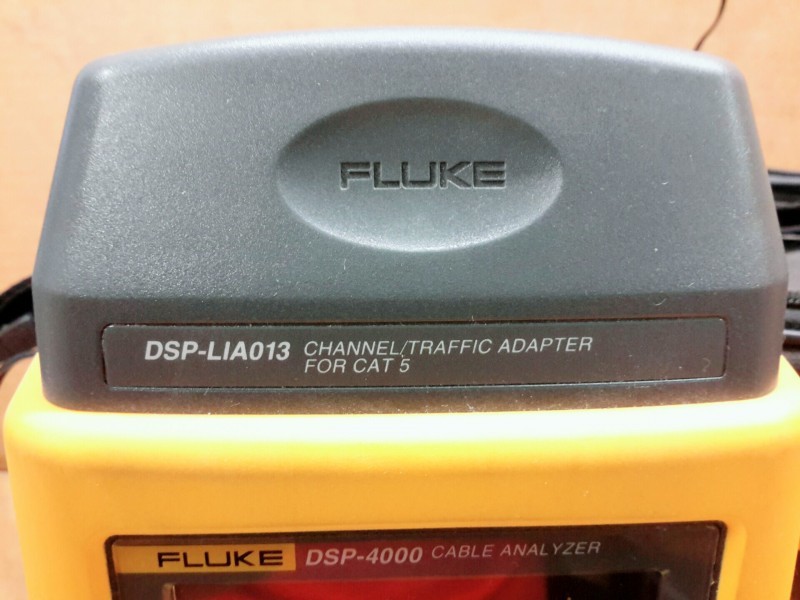 FLUKE
DSP-LIA013 CHANNEL/TRAFFIC ADAPTER
FOR CAT 5
FLUKE DSP-4000 CABLE ANALYZER